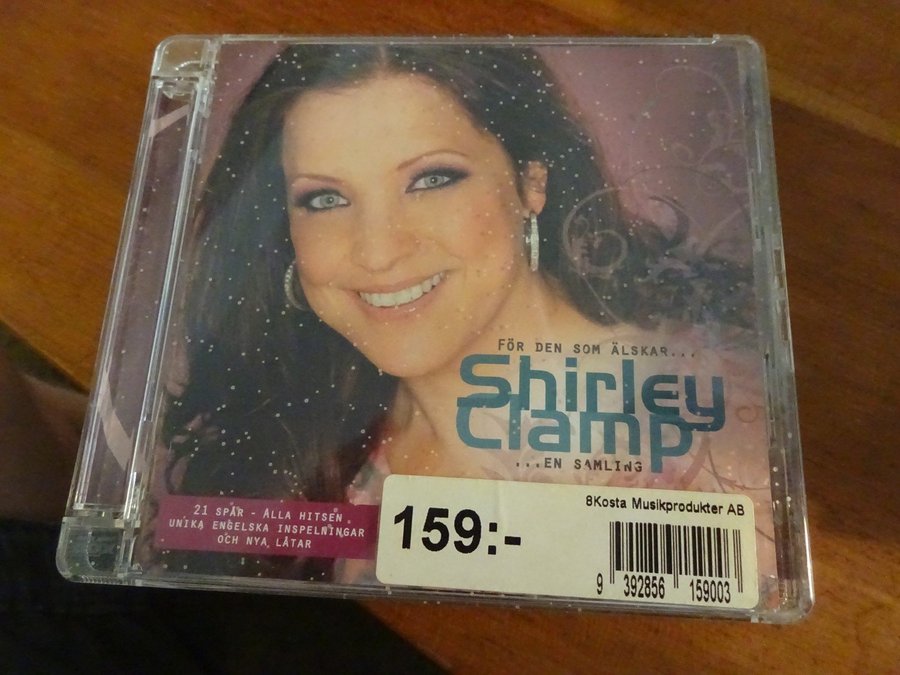 FÖR DEN SOM ÄLSKAR...
Shirley
Clamp
...EN SAMLING
21 SPÅR - ALLA HITSEN
UNIKA ENGELSKA INSPELNINGAR
OCH NYA LÅTAR
159:-
8Kosta Musikprodukter AB
9 392856 159003